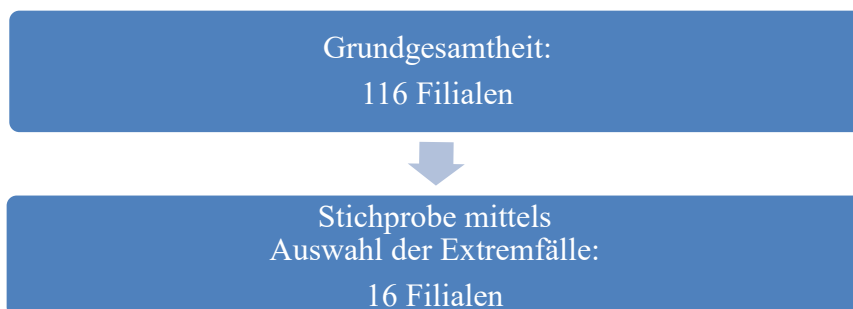 Grundgesamtheit:
116 Filialen
Stichprobe mittels
Auswahl der Extremfälle:
16 Filialen